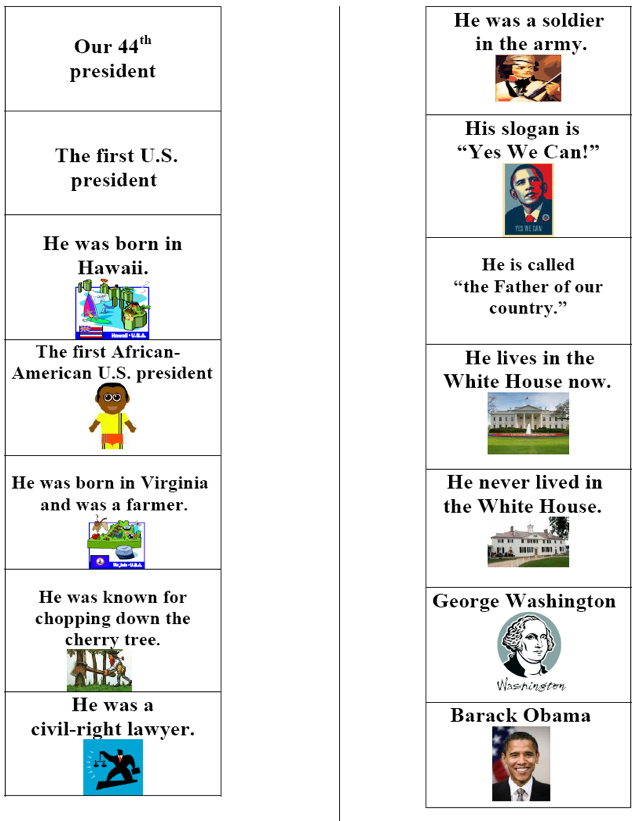 Our 44th
president
The first U.S.
president
He was born in
Hawaii.
Hawaii • U.S.A.
The first African-
American U.S. president
He was born in Virginia
and was a farmer.
He was known for
chopping down the
cherry tree.
He was a
civil-right lawyer.
He was a soldier
in the army.
His slogan is
“Yes We Can!”
YES WE CAN
He is called
“the Father of our
country.”
He lives in the
White House now.
He never lived in
the White House.
George Washington
Washington
Barack Obama